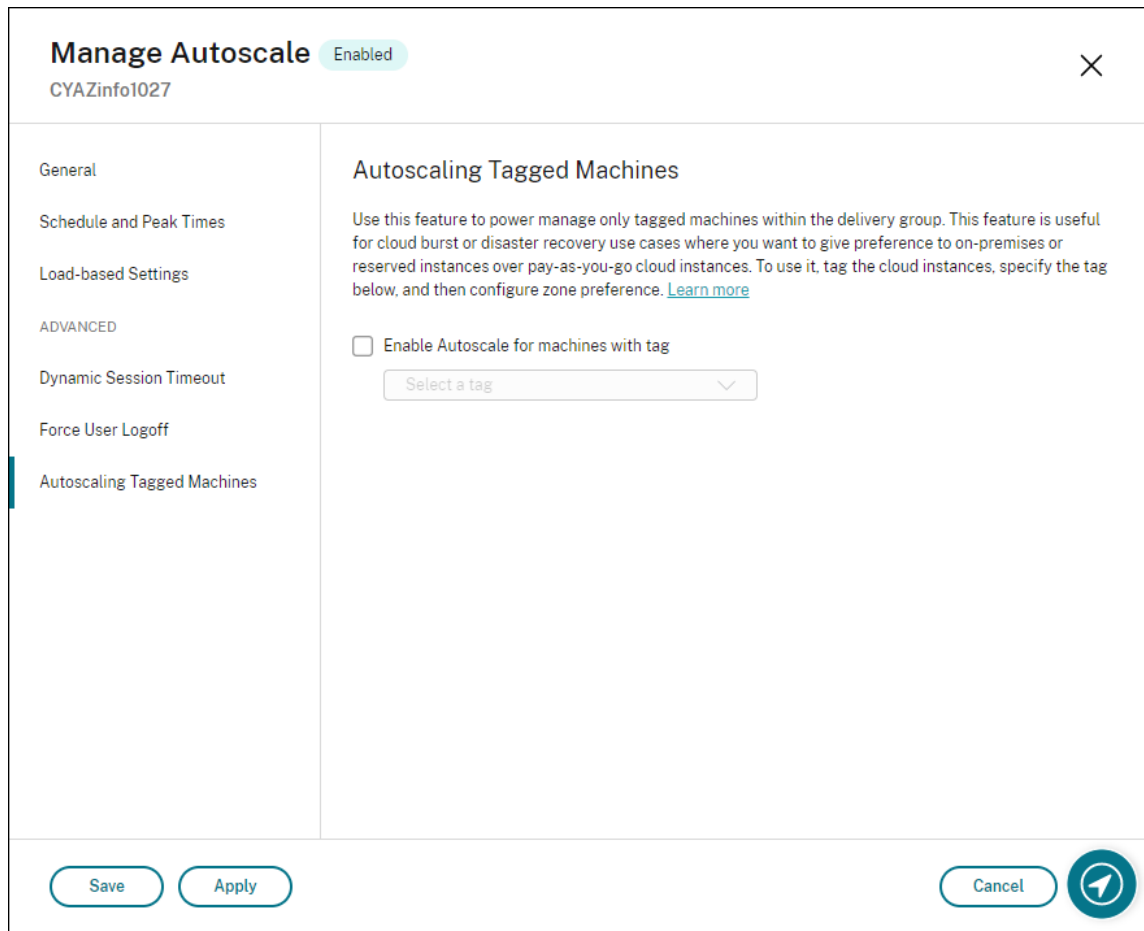 Manage Autoscale Enabled
CYAZinfo1027
General
Schedule and Peak Times
Load-based Settings
ADVANCED
Dynamic Session Timeout
Force User Logoff
Autoscaling Tagged Machines
Autoscaling Tagged Machines
Use this feature to power manage only tagged machines within the delivery group. This feature is useful
for cloud burst or disaster recovery use cases where you want to give preference to on-premises or
reserved instances over pay-as-you-go cloud instances. To use it, tag the cloud instances, specify the tag
below, and then configure zone preference. Learn more
Enable Autoscale for machines with tag
Select a tag
Save Apply Cancel